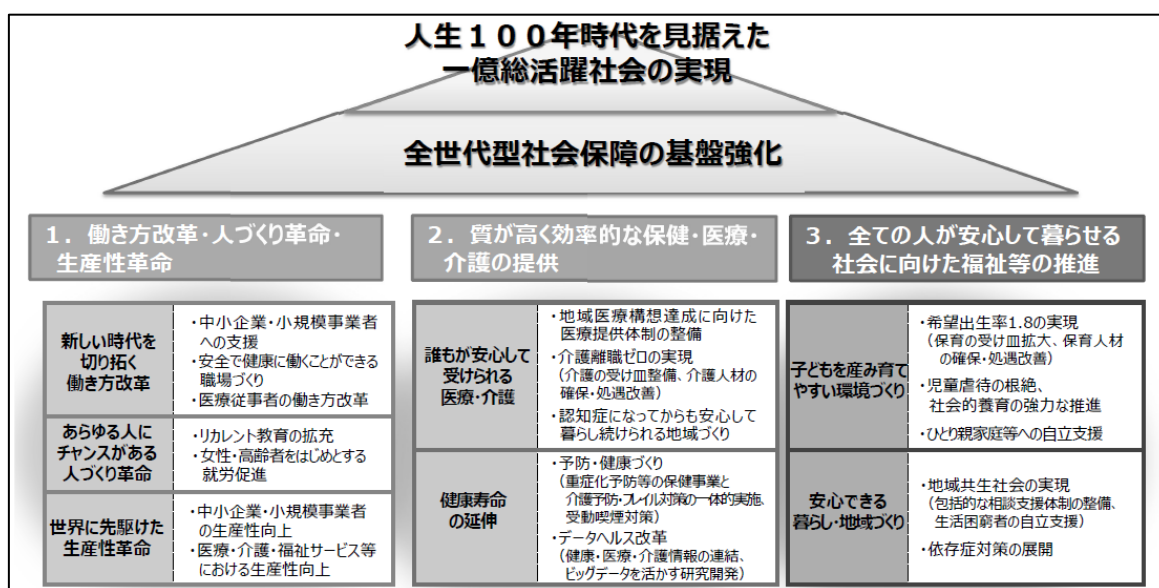 人生１００年時代を見据えた
一億総活躍社会の実現
全世代型社会保障の基盤強化
１．働き方改革・人づくり革命・
生産性革命
新しい時代を
切り拓く
働き方改革
・中小企業・小規模事業者
への支援
・安全で健康に働くことができる
職場づくり
・医療従事者の働き方改革
あらゆる人に
チャンスがある
人づくり革命
・リカレント教育の拡充
・女性・高齢者をはじめとする
就労促進
世界に先駆けた
生産性革命
・中小企業・小規模事業者
の生産性向上
・医療・介護・福祉サービス等
における生産性向上
２．質が高く効率的な保健・医療・
介護の提供
誰もが安心して
受けられる
医療・介護
・地域医療構想達成に向けた
医療提供体制の整備
・介護離職ゼロの実現
（介護の受け皿整備、介護人材の
確保・処遇改善）
・認知症になってからも安心して
暮らし続けられる地域づくり
健康寿命
の延伸
・予防・健康づくり
（重症化予防等の保健事業と
介護予防・フレイル対策の一体的実施、
受動喫煙対策）
・データヘルス改革
（健康・医療・介護情報の連結、
ビッグデータを活かす研究開発）
３．全ての人が安心して暮らせる
社会に向けた福祉等の推進
子どもを産み育て
やすい環境づくり
・希望出生率1.8の実現
（保育の受け皿拡大、保育人材
の確保・処遇改善）
・児童虐待の根絶、
社会的養育の強力な推進
・ひとり親家庭等への自立支援
安心できる
暮らし・地域づくり
・地域共生社会の実現
（包括的な相談支援体制の整備、
生活困窮者の自立支援）
・依存症対策の展開